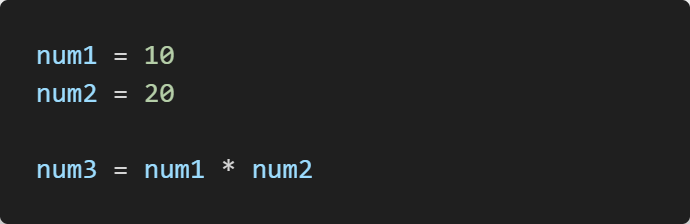 num1 = 10
num2 = 20
num3 = num1 * num2